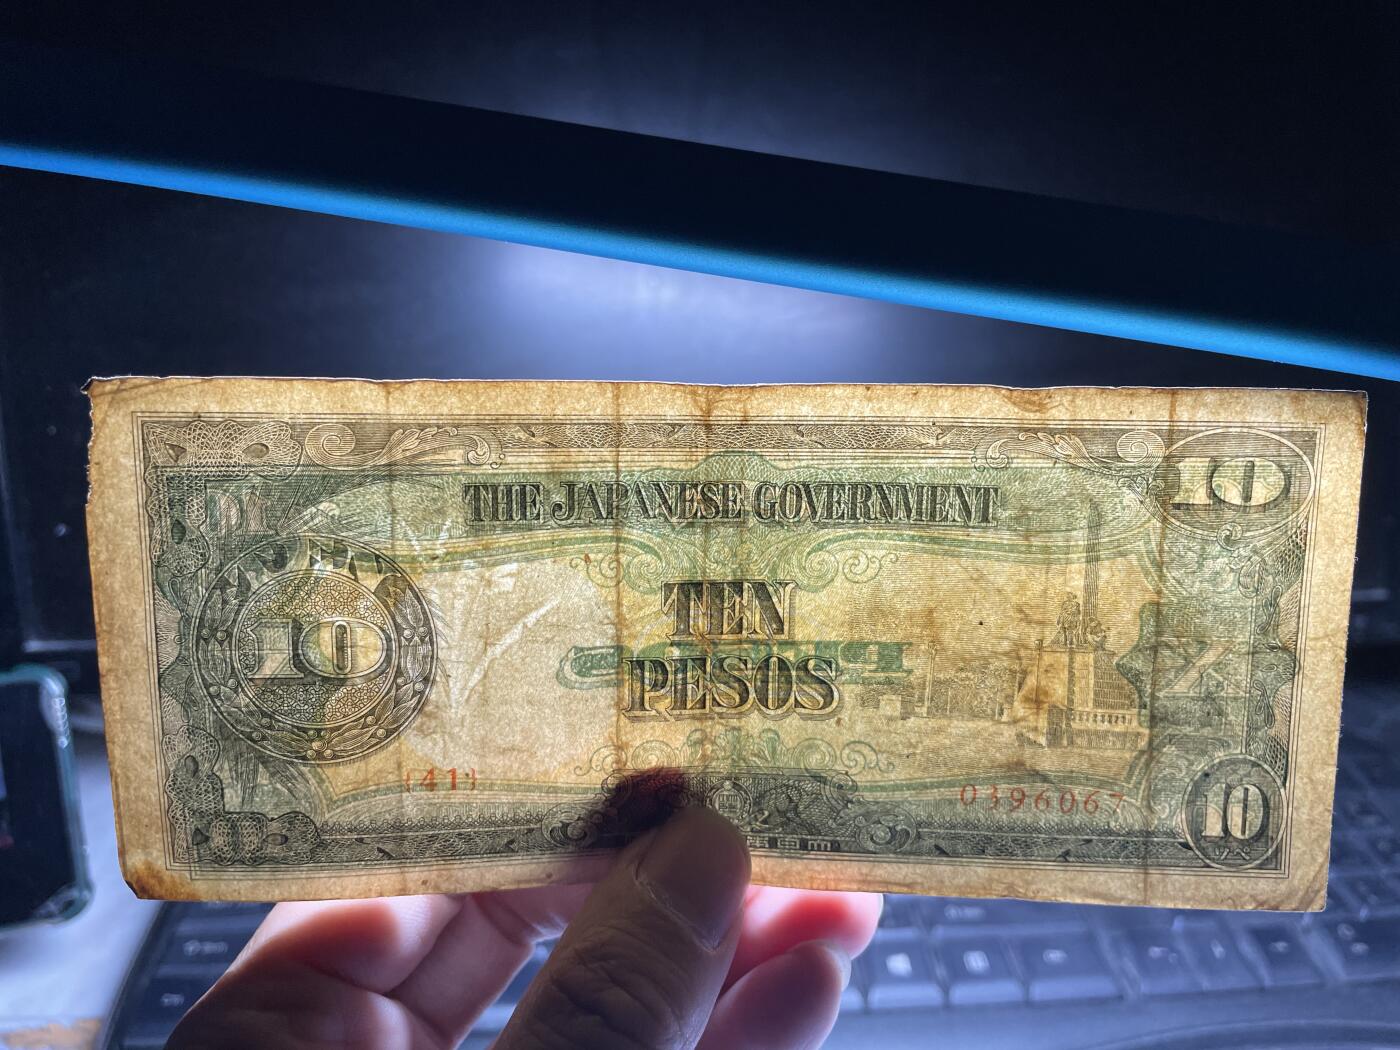 10
THE JAPANESE GOVERNMENT
TEN
PESOS
10
{41}
0396067
10